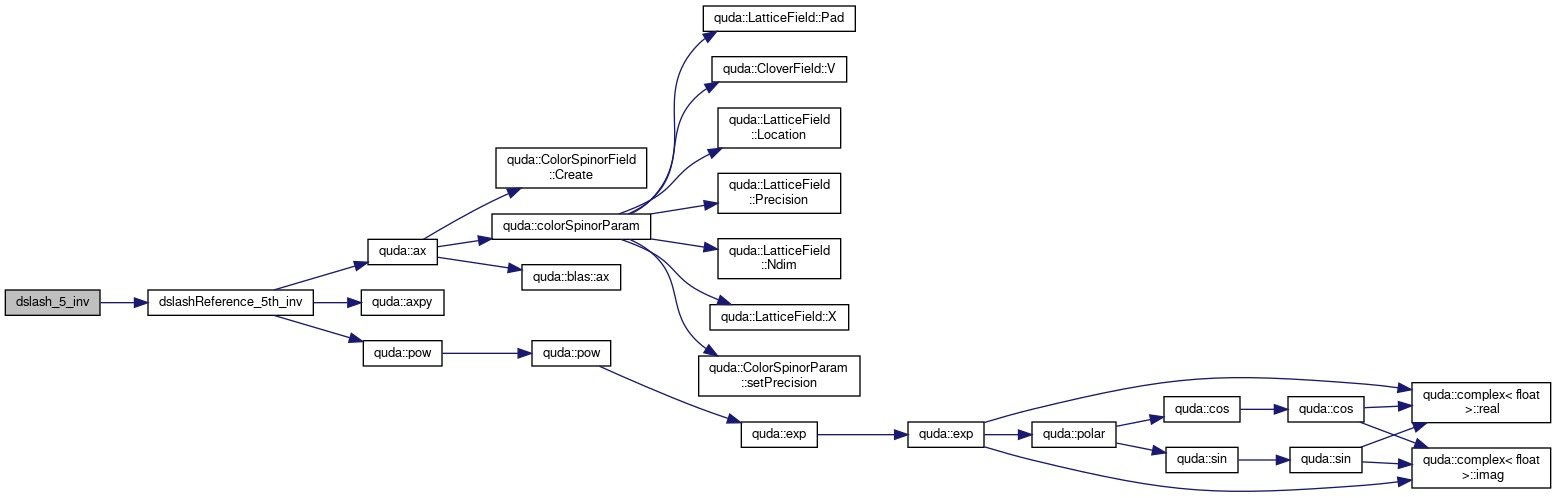 quda::LatticeField::Pad
quda::CloverField::V
quda::LatticeField
::Location
quda::ColorSpinorField
::Create
quda::LatticeField
::Precision
quda::colorSpinorParam
quda::ax
quda::LatticeField
::Ndim
quda::blas::ax
dslash_5_inv
dslashReference_5th_inv
quda::axpy
quda::LatticeField::X
quda::pow
quda::pow
quda::ColorSpinorParam
::setPrecision
quda::exp
quda::exp
quda::polar
quda::cos
quda::cos
quda::complex< float
>::real
quda::sin
quda::sin
quda::complex< float
>::imag